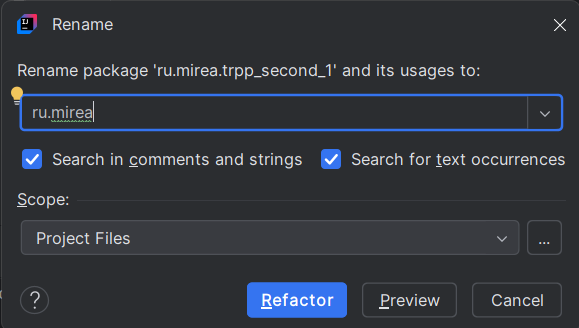 Rename
Rename package 'ru.mirea.trpp_second_1' and its usages to:
ru.mirea
Search in comments and strings Search for text occurrences
Scope:
Project Files ...
? Refactor Preview Cancel